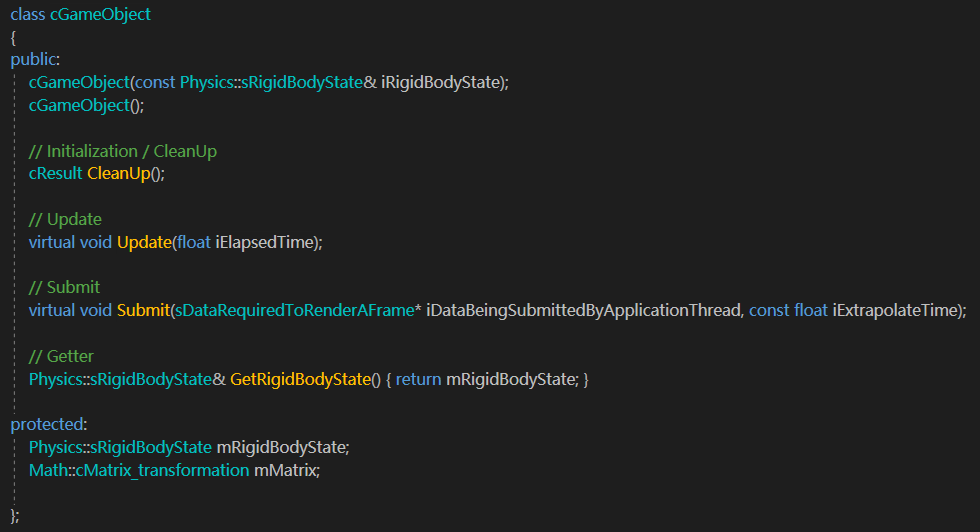 class cGameObject
{
public:
cGameObject(const Physics::sRigidBodyState& iRigidBodyState);
cGameObject();
// Initialization / CleanUp
cResult CleanUp();
// Update
virtual void Update(float iElapsedTime);
// Submit
virtual void Submit(sDataRequiredToRenderAFrame* iDataBeingSubmittedByApplicationThread, const float iExtrapolateTime);
// Getter
Physics::sRigidBodyState& GetRigidBodyState() { return mRigidBodyState; }
protected:
Physics::sRigidBodyState mRigidBodyState;
Math::cMatrix_transformation mMatrix;
};